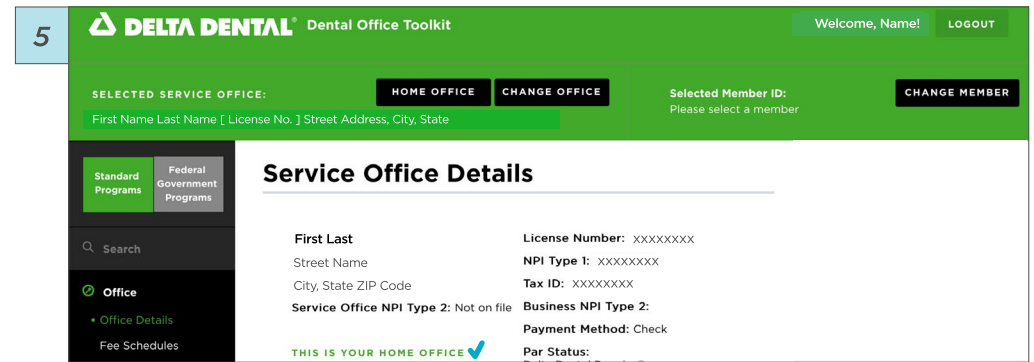 5
DELTA DENTAL® Dental Office Toolkit
Welcome, Name!
LOGOUT
SELECTED SERVICE OFFICE:
HOME OFFICE
CHANGE OFFICE
First Name Last Name [ License No. ] Street Address, City, State
Selected Member ID:
Please select a member
CHANGE MEMBER
Standard
Programs
Federal
Government
Programs
Search
Office
• Office Details
Fee Schedules
Service Office Details
First Last
Street Name
City, State ZIP Code
Service Office NPI Type 2: Not on file
THIS IS YOUR HOME OFFICE
License Number: XXXXXXXX
NPI Type 1: XXXXXXXX
Tax ID: XXXXXXXX
Business NPI Type 2:
Payment Method: Check
Par Status: